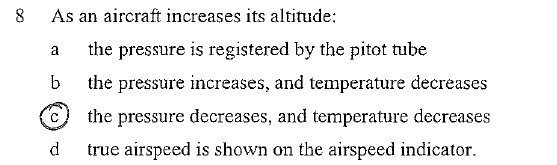 8 As an aircraft increases its altitude:
a the pressure is registered by the pitot tube
b the pressure increases, and temperature decreases
c the pressure decreases, and temperature decreases
d true airspeed is shown on the airspeed indicator.